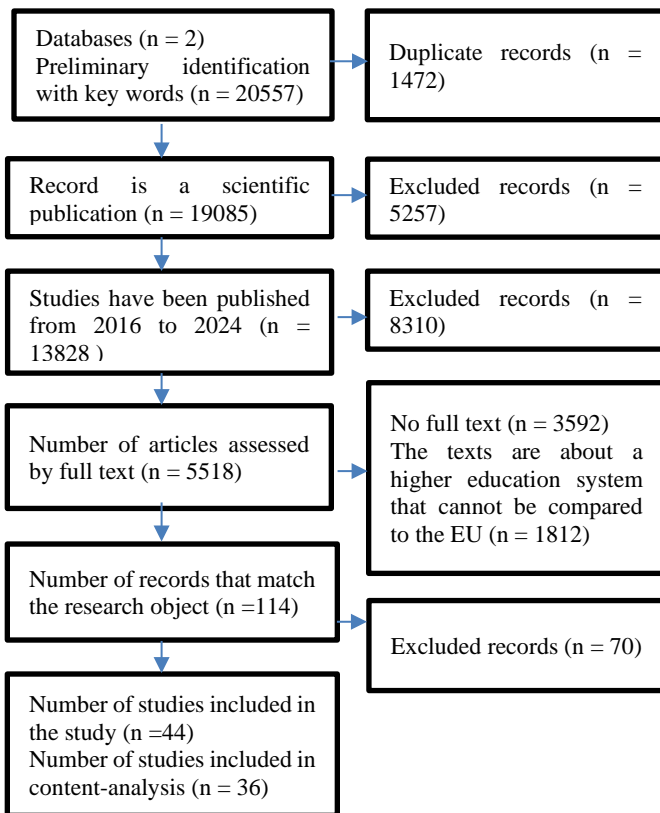 Databases (n = 2)
Preliminary identification
with key words (n = 20557)
Duplicate records (n =
1472)
Record is a scientific
publication (n = 19085)
Excluded records (n =
5257)
Studies have been published
from 2016 to 2024 (n =
13828 )
Excluded records (n =
8310)
Number of articles assessed
by full text (n = 5518)
No full text (n = 3592)
The texts are about a
higher education system
that cannot be compared
to the EU (n = 1812)
Number of records that match
the research object (n =114)
Excluded records (n = 70)
Number of studies included in
the study (n =44)
Number of studies included in
content-analysis (n = 36)